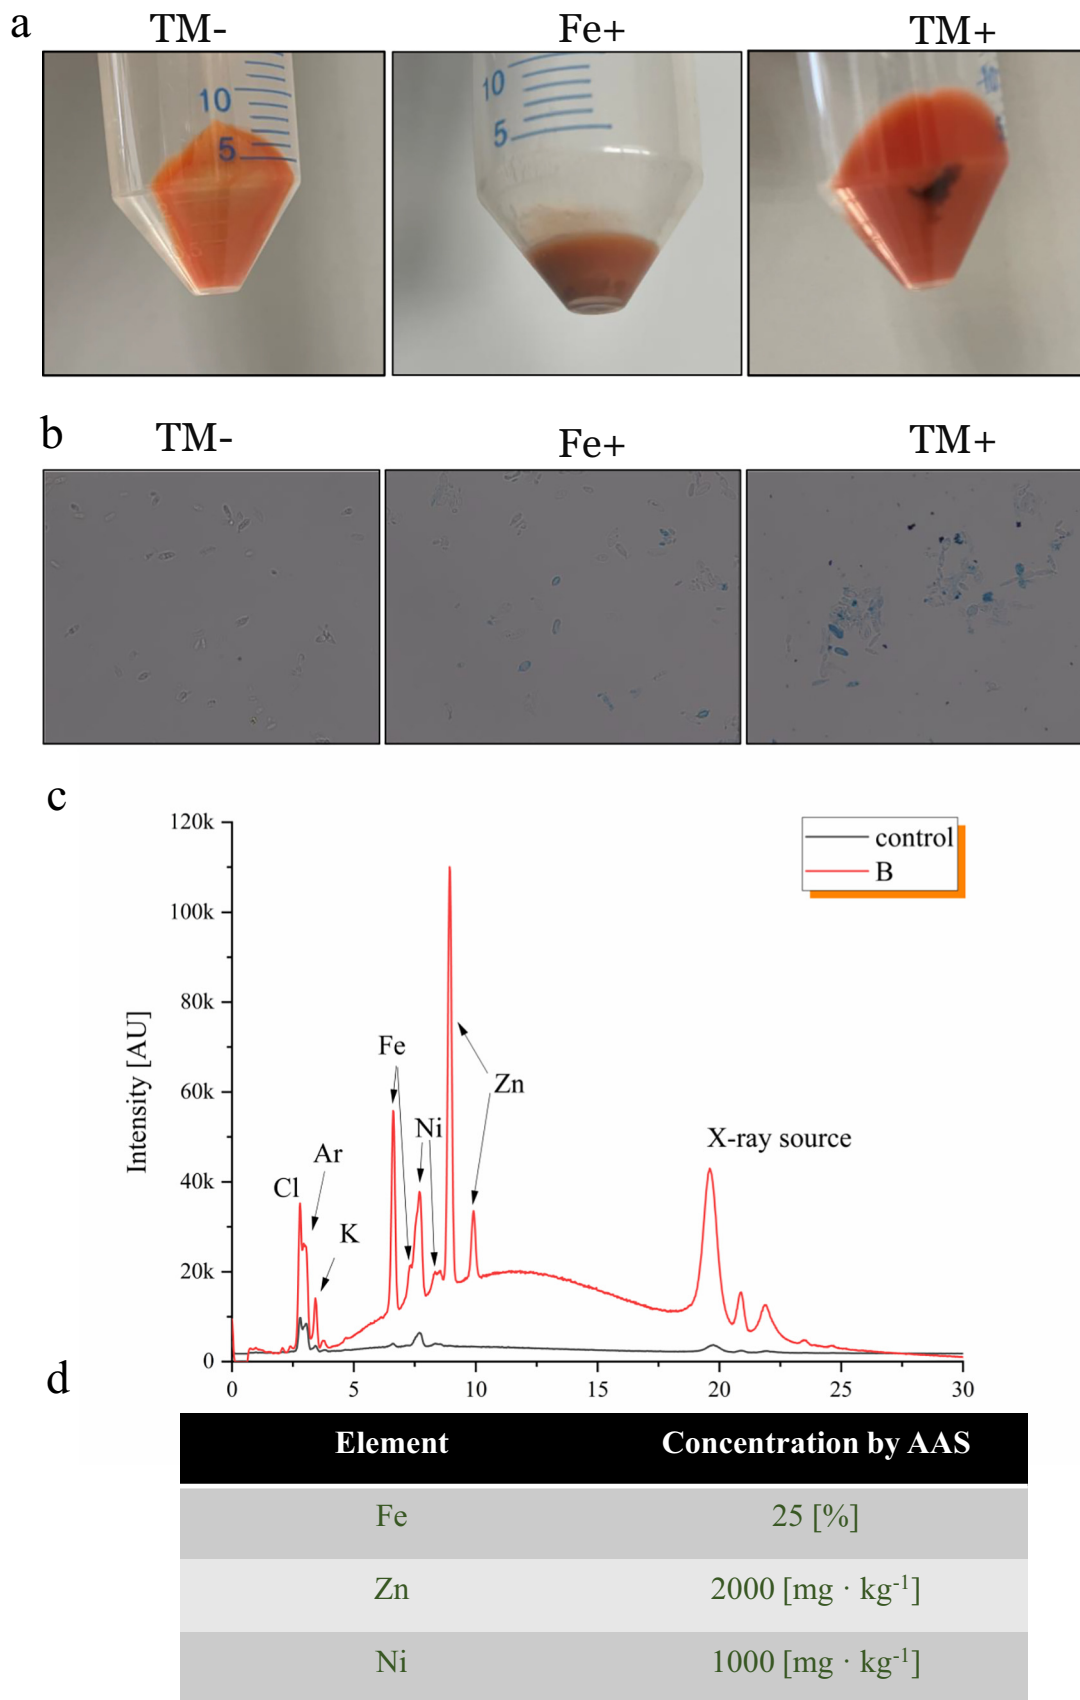 a
TM-
Fe+
TM+
10
5
10
5
10
b
TM-
Fe+
TM+
c
120k
100k
80k
60k
40k
20k
0
Intensity [AU]
control
B
Fe
Zn
Ni
Ar
Cl
K
X-ray source
0 5 10 15 20 25 30
d
Element Concentration by AAS
Fe 25 [%]
Zn 2000 [mg · kg⁻¹]
Ni 1000 [mg · kg⁻¹]